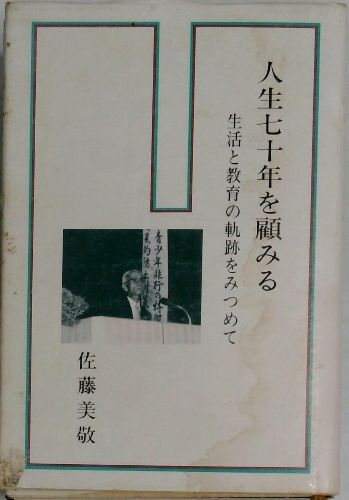 人生七十年を顧みる
生活と教育の軌跡をみつめて
青少年非行の
佐藤美敬